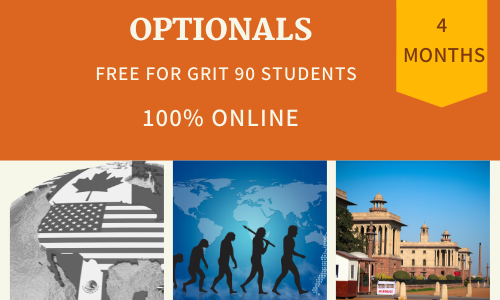 OPTIONALS
FREE FOR GRIT 90 STUDENTS
100% ONLINE
4
MONTHS